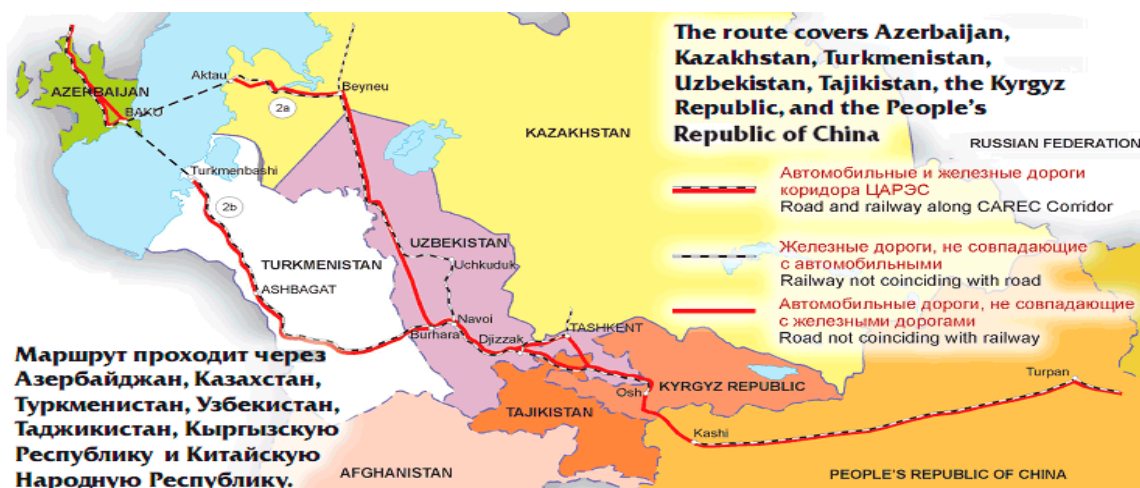 The route covers Azerbaijan,
Kazakhstan, Turkmenistan,
Uzbekistan, Tajikistan, the Kyrgyz
Republic, and the People's
Republic of China
RUSSIAN FEDERATION
Автомобильные и железные дороги
коридора ЦАРЭС
Road and railway along CAREC Corridor
Железные дороги, не совпадающие
с автомобильными
Railway not coinciding with road
Автомобильные дороги, не совпадающие
с железными дорогами
Road not coinciding with railway
Aktau
Beyneu
AZERBAIJAN
2a
BAKU
KAZAKHSTAN
Turkmenbashi
2b
UZBEKISTAN
TURKMENISTAN
Uchkuduk
ASHBAGAT
Navoi
TASHKENT
Burhara
Djizzak
KYRGYZ REPUBLIC
Turpan
Osh
TAJIKISTAN
Kashi
AFGHANISTAN
PEOPLE'S REPUBLIC OF CHINA
Маршрут проходит через
Азербайджан, Казахстан,
Туркменистан, Узбекистан,
Таджикистан, Кыргызскую
Республику и Китайскую
Народную Республику.